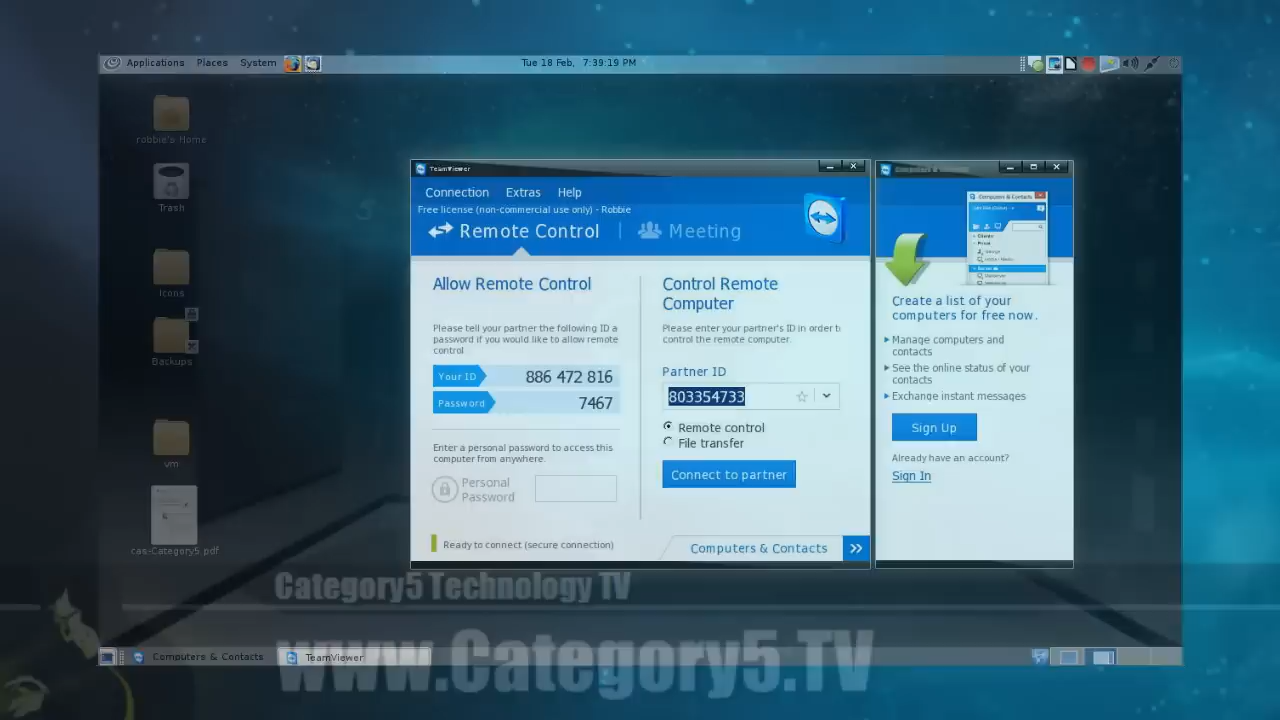 Applications Places System
Tue 18 Feb, 7:39:19 PM
robbie's Home
Trash
Icons
Backups
vm
cas-Category5.pdf
TeamViewer
Connection Extras Help
Free license (non-commercial use only) - Robbie
Remote Control
Meeting
Allow Remote Control
Please tell your partner the following ID a
password if you would like to allow remote
control
Your ID 886 472 816
Password 7467
Enter a personal password to access this
computer from anywhere.
Personal
Password
Ready to connect (secure connection)
Control Remote
Computer
Please enter your partner's ID in order t
control the remote computer.
Partner ID
803354733
Remote control
File transfer
Connect to partner
Computers & Contacts
Computers & Contacts
Create a list of your
computers for free now.
Manage computers and
contacts
See the online status of your
contacts
Exchange instant messages
Sign Up
Already have an account?
Sign In
Category5 Technology TV
www.Category5.TV
Computers & Contacts
TeamViewer